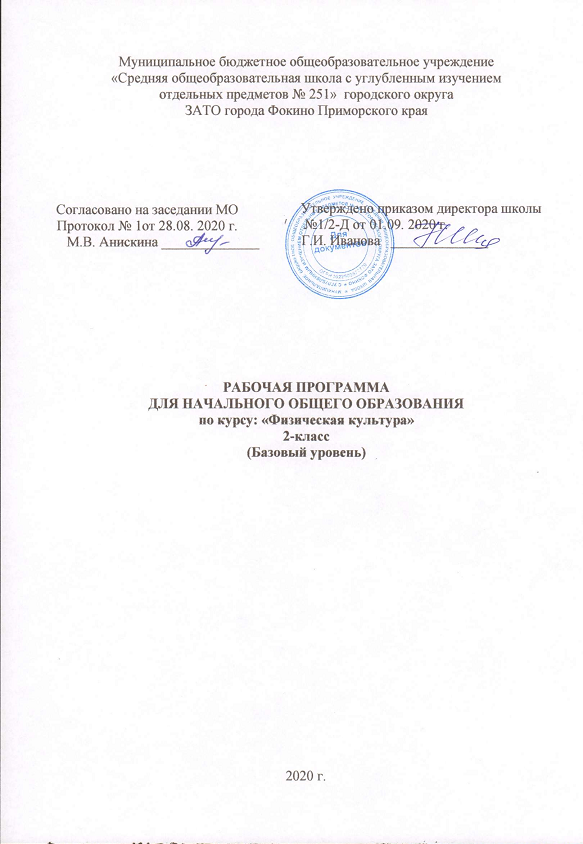 Муниципальное бюджетное общеобразовательное учреждение
«Средняя общеобразовательная школа с углубленным изучением
отдельных предметов № 251» городского округа
ЗАТО города Фокино Приморского края
Согласовано на заседании МО
Протокол № 1от 28.08. 2020 г.
М.В. Анискина
Утверждено приказом директора школы
№1/2-Д от 01.09. 2020 г.
Г.И. Иванова
Для
документов
РАБОЧАЯ ПРОГРАММА
ДЛЯ НАЧАЛЬНОГО ОБЩЕГО ОБРАЗОВАНИЯ
по курсу: «Физическая культура»
2-класс
(Базовый уровень)
2020 г.